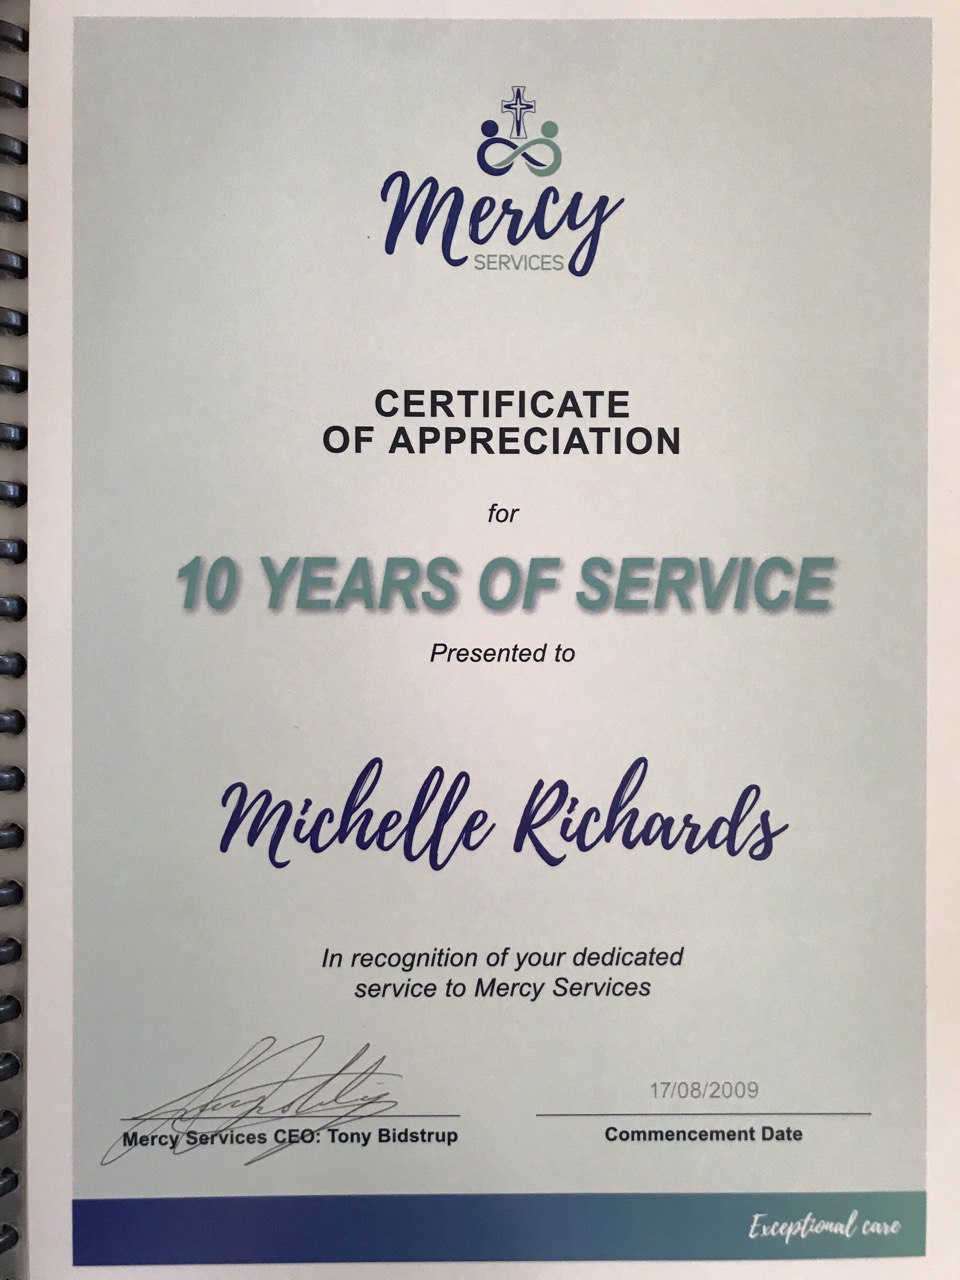 Mercy
SERVICES
CERTIFICATE
OF APPRECIATION
for
10 YEARS OF SERVICE
Presented to
Michelle Richards
In recognition of your dedicated
service to Mercy Services
17/08/2009
Mercy Services CEO: Tony Bidstrup
Commencement Date
Exceptional care